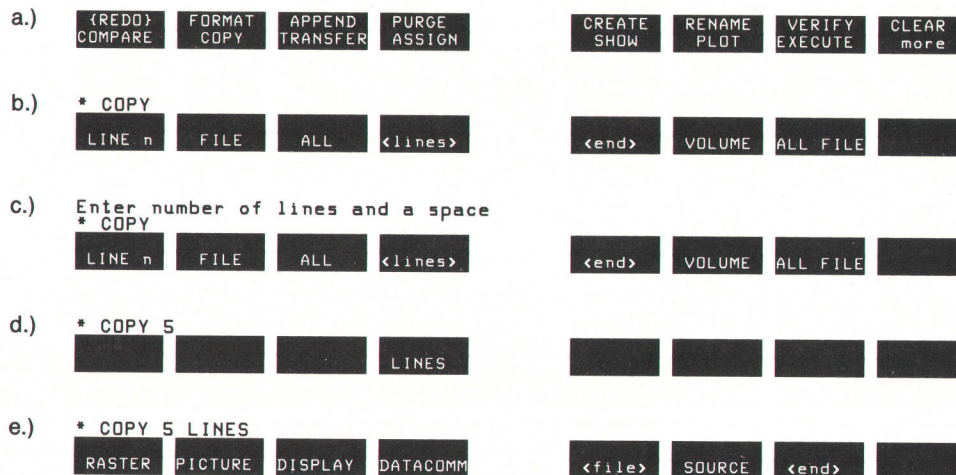 a.) {REDO} FORMAT APPEND PURGE CREATE RENAME VERIFY CLEAR
COMPARE COPY TRANSFER ASSIGN SHOW PLOT EXECUTE more
b.) * COPY
LINE n FILE ALL <lines> <end> VOLUME ALL FILE
c.) Enter number of lines and a space
* COPY
LINE n FILE ALL <lines> <end> VOLUME ALL FILE
d.) * COPY 5
LINES
e.) * COPY 5 LINES
RASTER PICTURE DISPLAY DATACOMM <file> SOURCE <end>